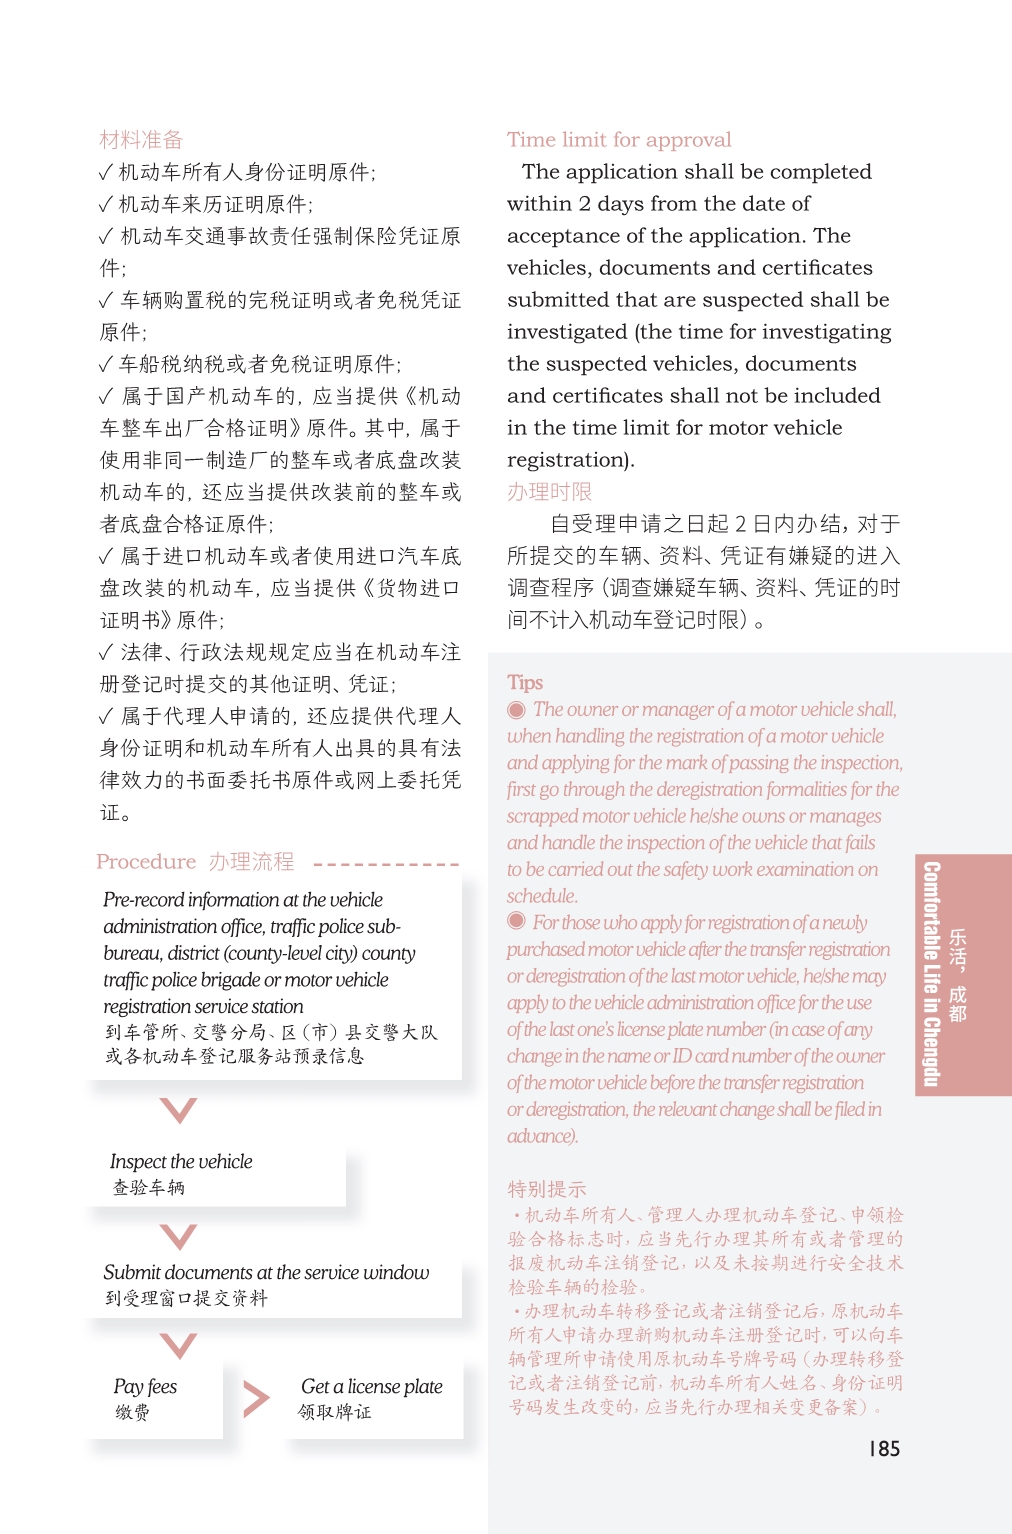 材料准备
✓ 机动车所有人身份证明原件；
✓ 机动车来历证明原件；
✓ 机动车交通事故责任强制保险凭证原
件；
✓ 车辆购置税的完税证明或者免税凭证
原件；
✓ 车船税纳税或者免税证明原件；
✓ 属于国产机动车的，应当提供《机动
车整车出厂合格证明》原件。其中，属于
使用非同一制造厂的整车或者底盘改装
机动车的，还应当提供改装前的整车或
者底盘合格证原件；
✓ 属于进口机动车或者使用进口汽车底
盘改装的机动车，应当提供《货物进口
证明书》原件；
✓ 法律、行政法规规定应当在机动车注
册登记时提交的其他证明、凭证；
✓ 属于代理人申请的，还应提供代理人
身份证明和机动车所有人出具的具有法
律效力的书面委托书原件或网上委托凭
证。
Procedure 办理流程
Pre-record information at the vehicle
administration office, traffic police sub-
bureau, district (county-level city) county
traffic police brigade or motor vehicle
registration service station
到车管所、交警分局、区（市）县交警大队
或各机动车登记服务站预录信息
Inspect the vehicle
查验车辆
Submit documents at the service window
到受理窗口提交资料
Pay fees
缴费
Get a license plate
领取牌证
Time limit for approval
The application shall be completed
within 2 days from the date of
acceptance of the application. The
vehicles, documents and certificates
submitted that are suspected shall be
investigated (the time for investigating
the suspected vehicles, documents
and certificates shall not be included
in the time limit for motor vehicle
registration).
办理时限
自受理申请之日起 2 日内办结，对于
所提交的车辆、资料、凭证有嫌疑的进入
调查程序（调查嫌疑车辆、资料、凭证的时
间不计入机动车登记时限）。
Tips
◉ The owner or manager of a motor vehicle shall,
when handling the registration of a motor vehicle
and applying for the mark of passing the inspection,
first go through the deregistration formalities for the
scrapped motor vehicle he/she owns or manages
and handle the inspection of the vehicle that fails
to be carried out the safety work examination on
schedule.
◉ For those who apply for registration of a newly
purchased motor vehicle after the transfer registration
or deregistration of the last motor vehicle, he/she may
apply to the vehicle administration office for the use
of the last one's license plate number (in case of any
change in the name or ID card number of the owner
of the motor vehicle before the transfer registration
or deregistration, the relevant change shall be filed in
advance).
特别提示
·机动车所有人、管理人办理机动车登记、申领检
验合格标志时，应当先行办理其所有或者管理的
报废机动车注销登记，以及未按期进行安全技术
检验车辆的检验。
·办理机动车转移登记或者注销登记后，原机动车
所有人申请办理新购机动车注册登记时，可以向车
辆管理所申请使用原机动车号牌号码（办理转移登
记或者注销登记前，机动车所有人姓名、身份证明
号码发生改变的，应当先行办理相关变更备案）。
乐活，成都
Comfortable Life in Chengdu
185